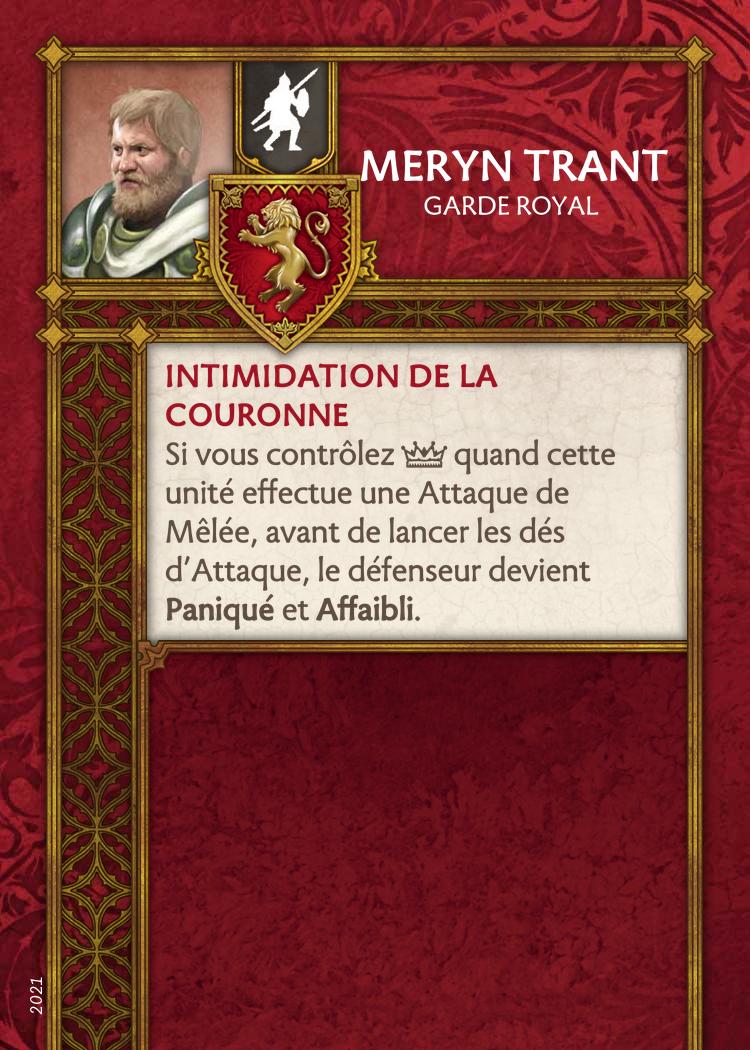 MERYN TRANT
GARDE ROYAL
INTIMIDATION DE LA
COURONNE
Si vous contrôlez quand cette
unité effectue une Attaque de
Mêlée, avant de lancer les dés
d'Attaque, le défenseur devient
Paniqué et Affaibli.
2021